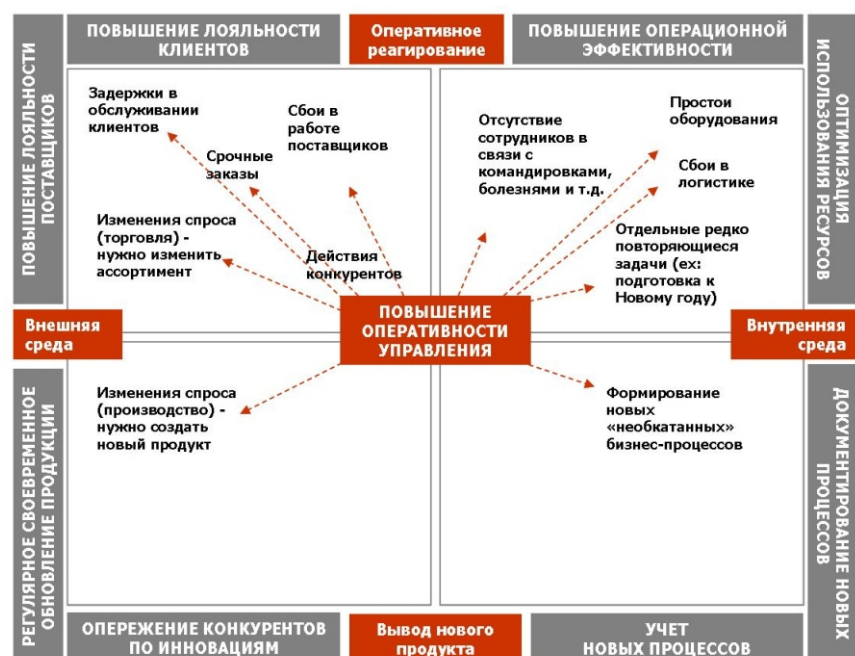 ПОВЫШЕНИЕ ЛОЯЛЬНОСТИ
КЛИЕНТОВ
Оперативное
реагирование
ПОВЫШЕНИЕ ОПЕРАЦИОННОЙ
ЭФФЕКТИВНОСТИ
ПОВЫШЕНИЕ ЛОЯЛЬНОСТИ
ПОСТАВЩИКОВ
Задержки в
обслуживании
клиентов
Срочные
заказы
Сбои в
работе
поставщиков
Изменения спроса
(торговля) -
нужно изменить
ассортимент
Действия
конкурентов
Отсутствие
сотрудников в
связи с
командировками,
болезнями и т.д.
Простои
оборудования
Сбои в
логистике
Отдельные редко
повторяющиеся
задачи (ex:
подготовка к
Новому году)
ОПТИМИЗАЦИЯ
ИСПОЛЬЗОВАНИЯ РЕСУРСОВ
Внешняя
среда
ПОВЫШЕНИЕ
ОПЕРАТИВНОСТИ
УПРАВЛЕНИЯ
Внутренняя
среда
РЕГУЛЯРНОЕ СВОЕВРЕМЕННОЕ
ОБНОВЛЕНИЕ ПРОДУКЦИИ
Изменения спроса
(производство) -
нужно создать
новый продукт
Формирование
новых
«необкатанных»
бизнес-процессов
ДОКУМЕНТИРОВАНИЕ НОВЫХ
ПРОЦЕССОВ
ОПЕРЕЖЕНИЕ КОНКУРЕНТОВ
ПО ИННОВАЦИЯМ
Вывод нового
продукта
УЧЕТ
НОВЫХ ПРОЦЕССОВ